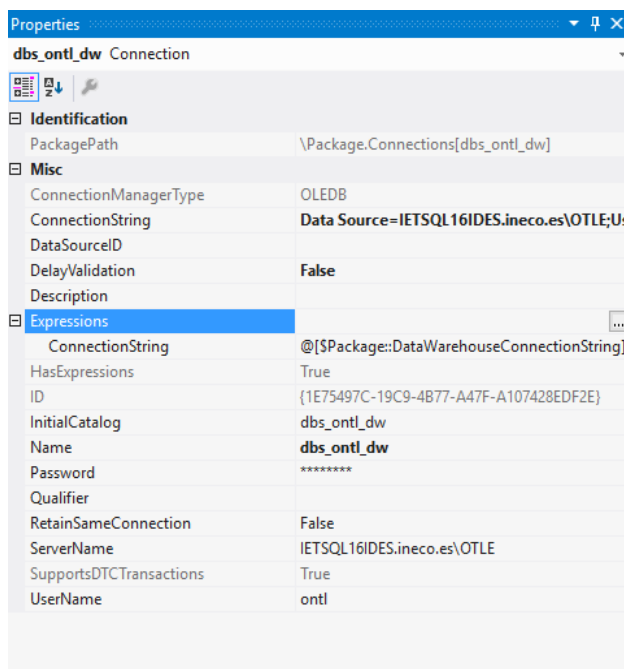 Properties
dbs_ontl_dw Connection
Identification
PackagePath \Package.Connections[dbs_ontl_dw]
Misc
ConnectionManagerType OLEDB
ConnectionString Data Source=IETSQL16IDES.ineco.es\OTLE;Us
DataSourceID
DelayValidation False
Description
Expressions ...
ConnectionString @[$Package::DataWarehouseConnectionString]
HasExpressions True
ID {1E75497C-19C9-4B77-A47F-A107428EDF2E}
InitialCatalog dbs_ontl_dw
Name dbs_ontl_dw
Password ********
Qualifier
RetainSameConnection False
ServerName IETSQL16IDES.ineco.es\OTLE
SupportsDTCTransactions True
UserName ontl